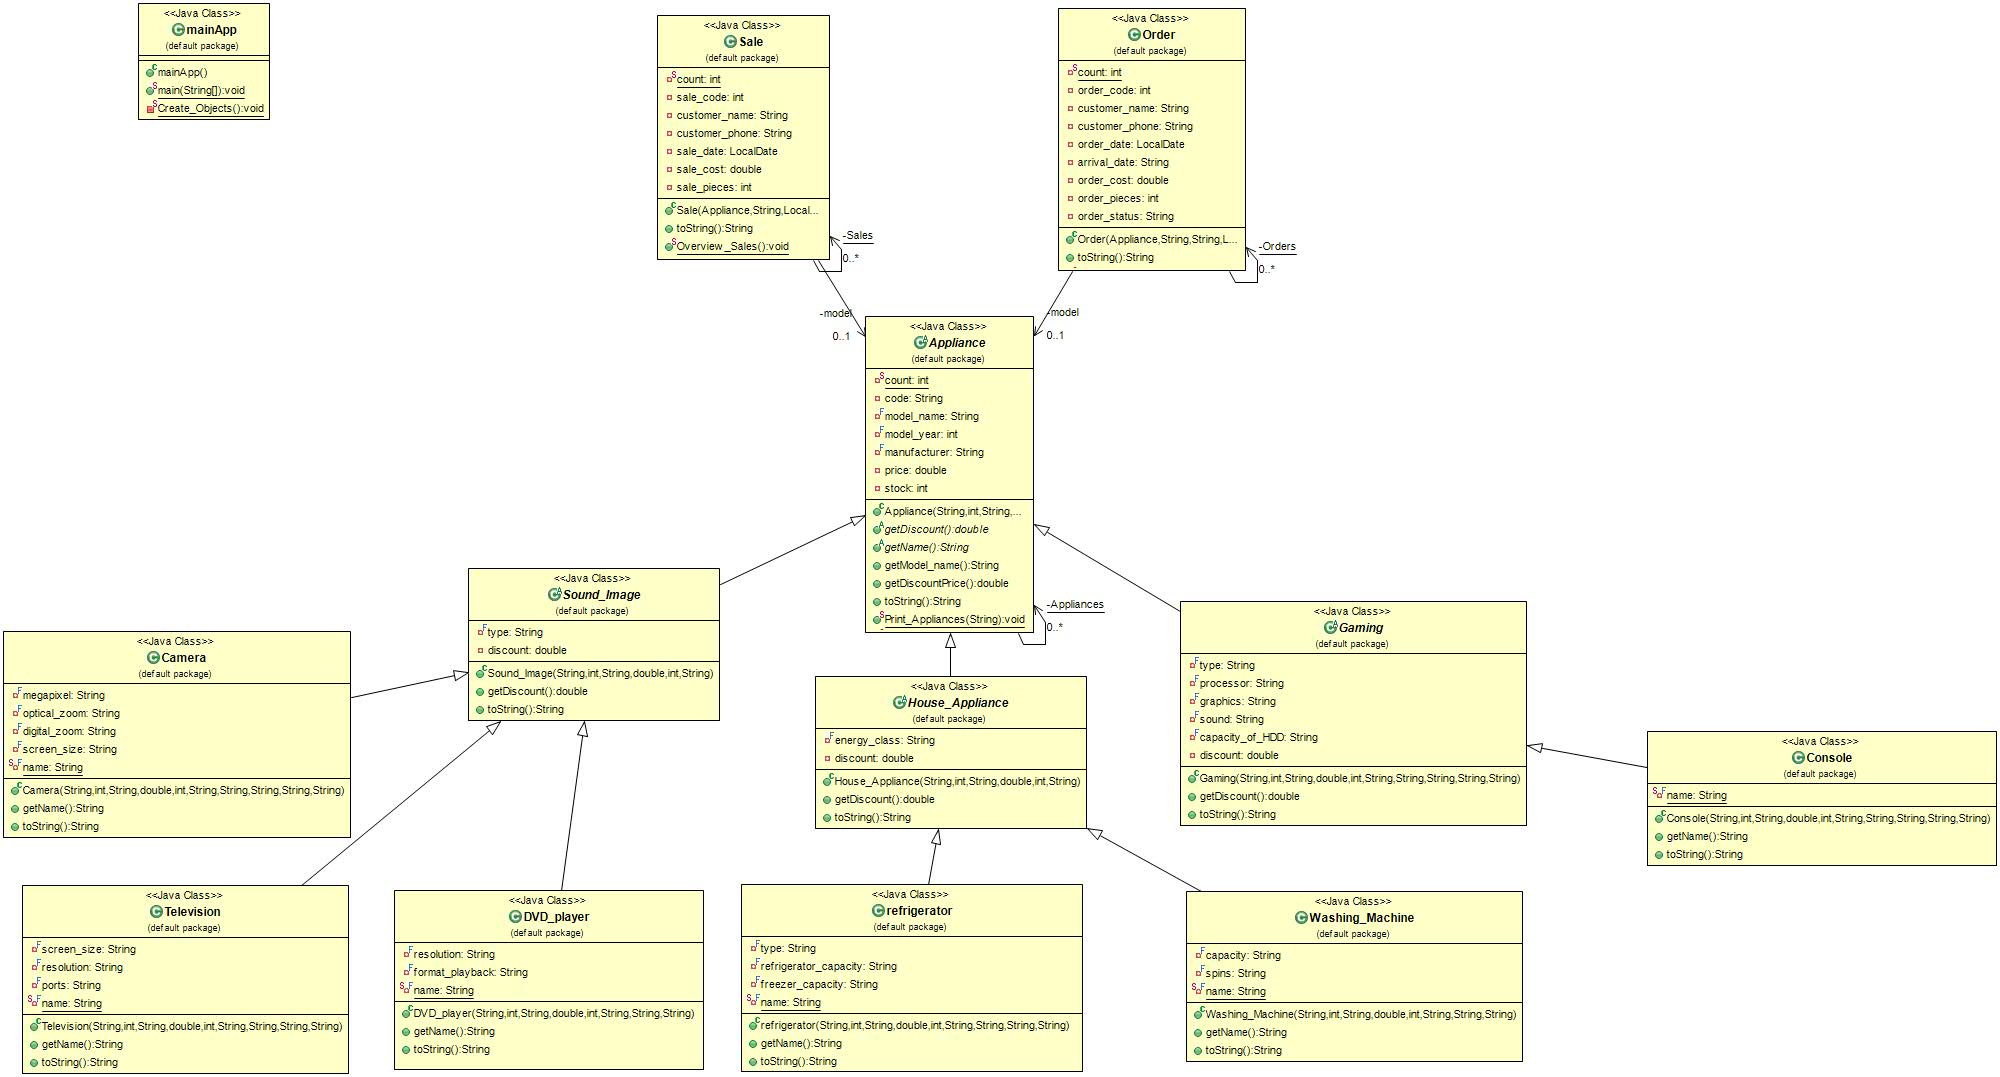 <<Java Class>>
mainApp
(default package)
mainApp()
main(String[]):void
Create_Objects():void
<<Java Class>>
Sale
(default package)
count: int
sale_code: int
customer_name: String
customer_phone: String
sale_date: LocalDate
sale_cost: double
sale_pieces: int
Sale(Appliance,String,Local...
toString():String
Overview_Sales():void
-Sales
0..*
<<Java Class>>
Order
(default package)
count: int
order_code: int
customer_name: String
customer_phone: String
order_date: LocalDate
arrival_date: String
order_cost: double
order_pieces: int
order_status: String
Order(Appliance,String,String,L...
toString():String
-Orders
0..*
-model
0..1
-model
0..1
<<Java Class>>
Appliance
(default package)
count: int
code: String
model_name: String
model_year: int
manufacturer: String
price: double
stock: int
Appliance(String,int,String,...
getDiscount():double
getName():String
getModel_name():String
getDiscountPrice():double
toString():String
Print_Appliances(String):void
-Appliances
0..*
<<Java Class>>
Sound_Image
(default package)
type: String
discount: double
Sound_Image(String,int,String,double,int,String)
getDiscount():double
toString():String
<<Java Class>>
Gaming
(default package)
type: String
processor: String
graphics: String
sound: String
capacity_of_HDD: String
discount: double
Gaming(String,int,String,double,int,String,String,String,String,String)
getDiscount():double
toString():String
<<Java Class>>
Camera
(default package)
megapixel: String
optical_zoom: String
digital_zoom: String
screen_size: String
name: String
Camera(String,int,String,double,int,String,String,String,String,String)
getName():String
toString():String
<<Java Class>>
House_Appliance
(default package)
energy_class: String
discount: double
House_Appliance(String,int,String,double,int,String)
getDiscount():double
toString():String
<<Java Class>>
Console
(default package)
name: String
Console(String,int,String,double,int,String,String,String,String,String)
getName():String
toString():String
<<Java Class>>
Television
(default package)
screen_size: String
resolution: String
ports: String
name: String
Television(String,int,String,double,int,String,String,String,String)
getName():String
toString():String
<<Java Class>>
DVD_player
(default package)
resolution: String
format_playback: String
name: String
DVD_player(String,int,String,double,int,String,String,String)
getName():String
toString():String
<<Java Class>>
refrigerator
(default package)
type: String
refrigerator_capacity: String
freezer_capacity: String
name: String
refrigerator(String,int,String,double,int,String,String,String,String)
getName():String
toString():String
<<Java Class>>
Washing_Machine
(default package)
capacity: String
spins: String
name: String
Washing_Machine(String,int,String,double,int,String,String,String)
getName():String
toString():String